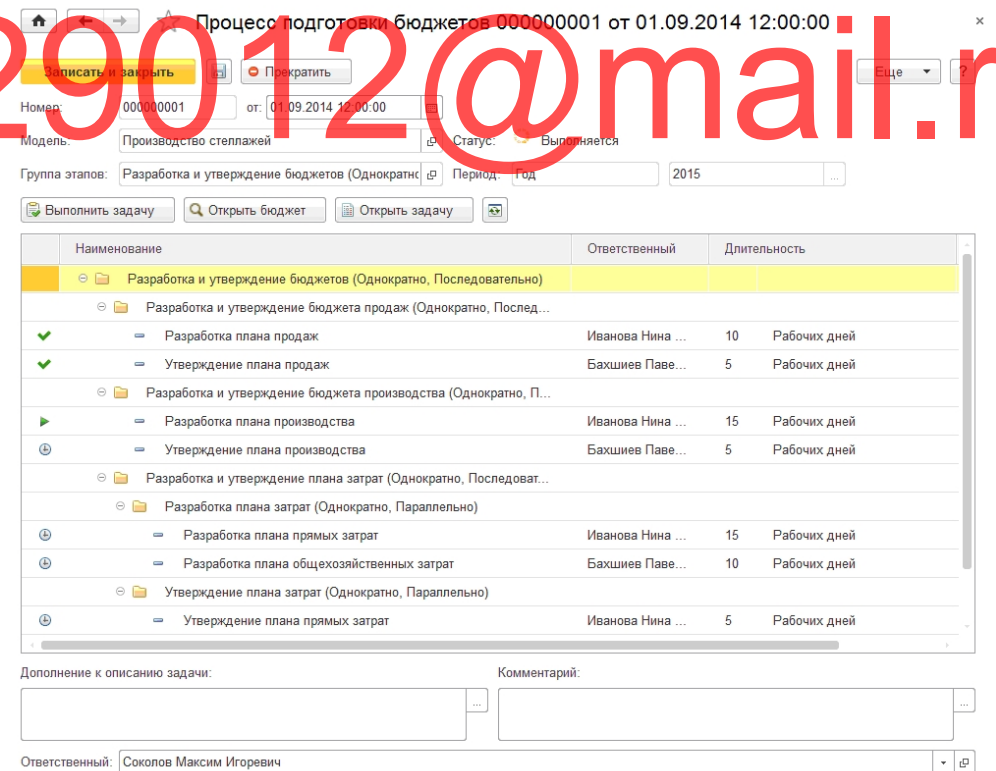 Процесс подготовки бюджетов 000000001 от 01.09.2014 12:00:00
29012@mail.r
Записать и закрыть Прекратить Еще ?
Номер: 000000001 от: 01.09.2014 12:00:00
Модель: Производство стеллажей Статус: Выполняется
Группа этапов: Разработка и утверждение бюджетов (Однократнс Период: Год 2015 ...
Выполнить задачу Открыть бюджет Открыть задачу
Наименование Ответственный Длительность
Разработка и утверждение бюджетов (Однократно, Последовательно)
Разработка и утверждение бюджета продаж (Однократно, Послед...
Разработка плана продаж Иванова Нина ... 10 Рабочих дней
Утверждение плана продаж Бахшиев Паве... 5 Рабочих дней
Разработка и утверждение бюджета производства (Однократно, П...
Разработка плана производства Иванова Нина ... 15 Рабочих дней
Утверждение плана производства Бахшиев Паве... 5 Рабочих дней
Разработка и утверждение плана затрат (Однократно, Последоват...
Разработка плана затрат (Однократно, Параллельно)
Разработка плана прямых затрат Иванова Нина ... 15 Рабочих дней
Разработка плана общехозяйственных затрат Бахшиев Паве... 10 Рабочих дней
Утверждение плана затрат (Однократно, Параллельно)
Утверждение плана прямых затрат Иванова Нина ... 5 Рабочих дней
Дополнение к описанию задачи: Комментарий:
... ...
Ответственный: Соколов Максим Игоревич